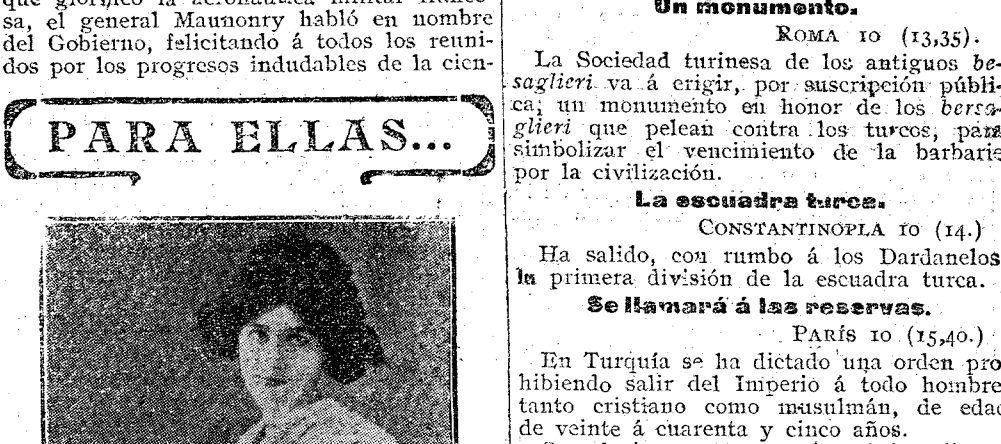 sa, el general Maunonry habló en nombre
del Gobierno, felicitando á todos los reuni-
dos por los progresos indudables de la cien-
PARA ELLAS...
Un monumento.
ROMA 10 (13,35).
La Sociedad turinesa de los antiguos be-
saglieri va á erigir, por suscripción públi-
ca, un monumento en honor de los bersa-
glieri que pelean contra los turcos, para
simbolizar el vencimiento de la barbarie
por la civilización.
La escuadra turca.
CONSTANTINOPLA 10 (14.)
Ha salido, con rumbo á los Dardanelos
la primera división de la escuadra turca.
Se llamará á las reservas.
PARÍS 10 (15,40.)
En Turquía se ha dictado una orden pro
hibiendo salir del Imperio á todo hombre
tanto cristiano como musulmán, de edad
de veinte á cuarenta y cinco años.